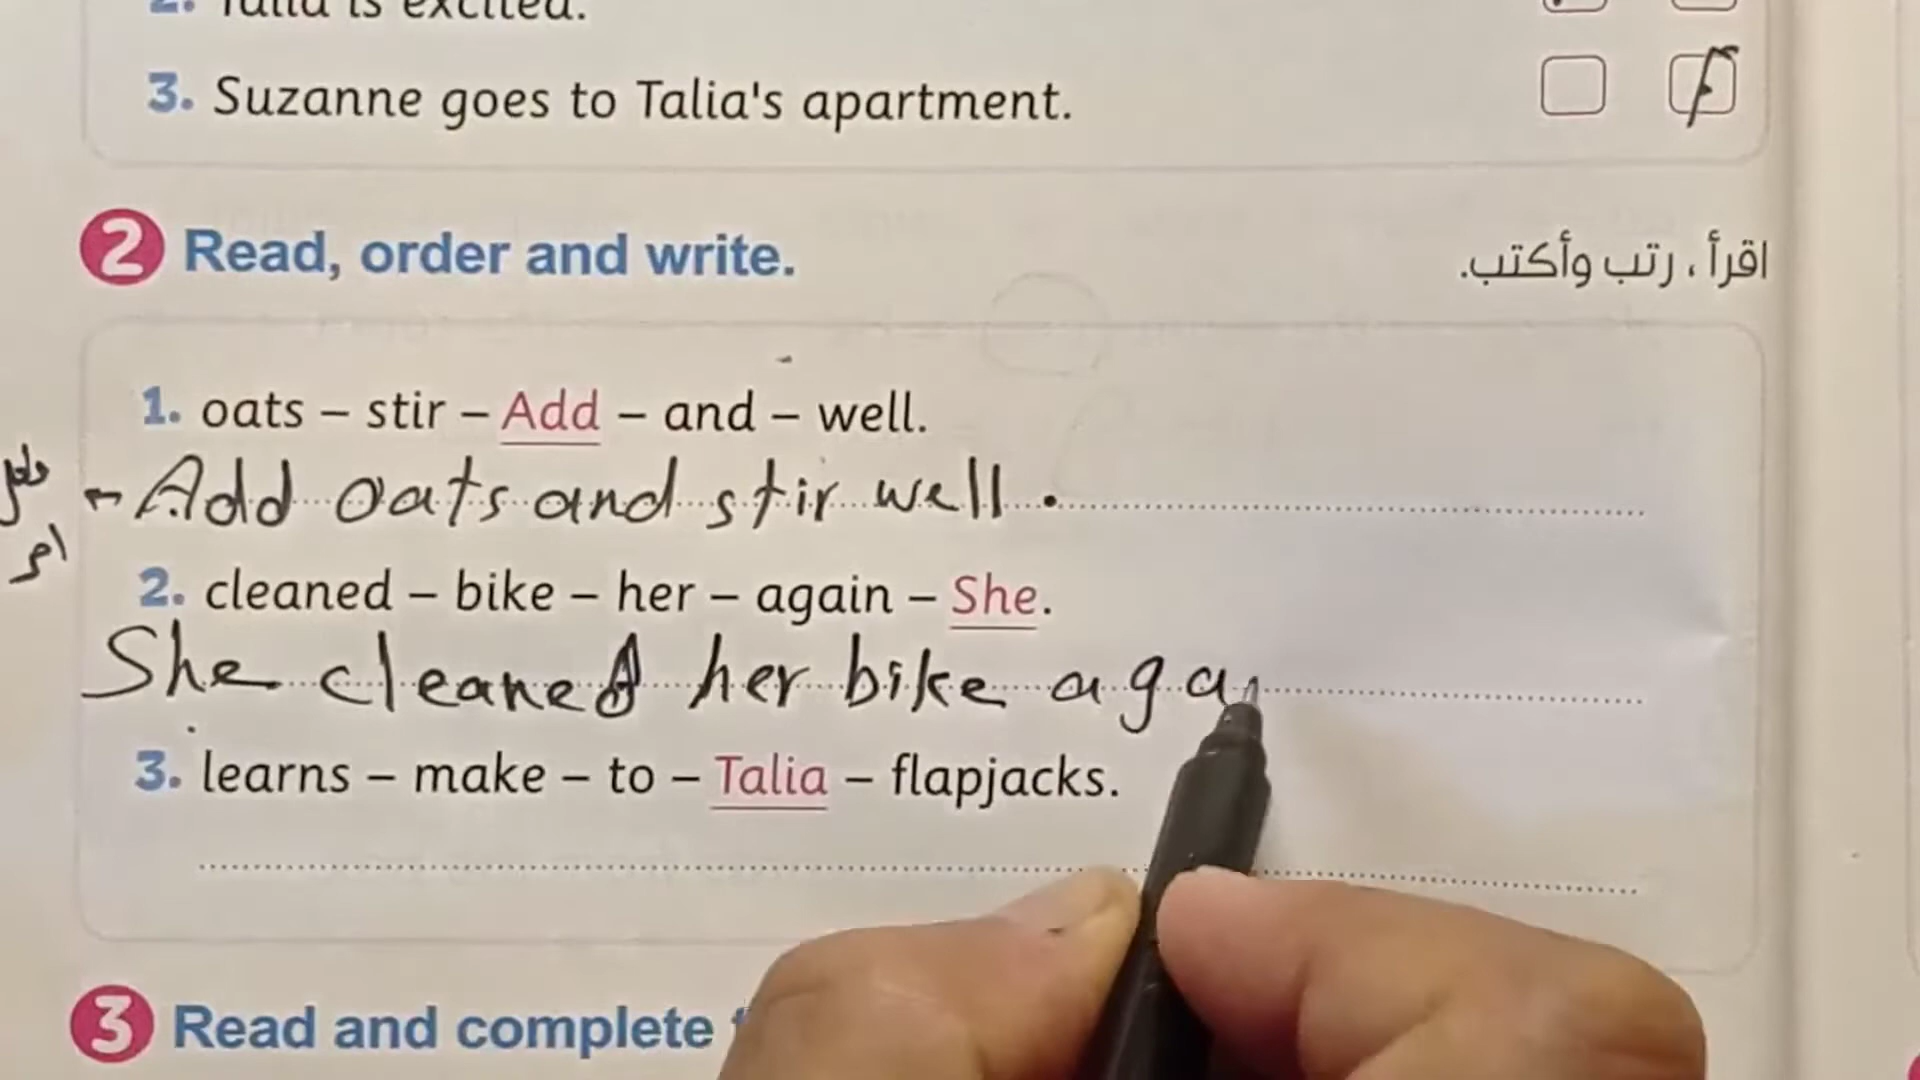 2. Talia is excited.
3. Suzanne goes to Talia's apartment.
2 Read, order and write.
اقرأ ، رتب وأكتب.
1. oats – stir – Add – and – well.
Add oats and stir well .
2. cleaned – bike – her – again – She.
She cleaned her bike aga
3. learns – make – to – Talia – flapjacks.
3 Read and complete